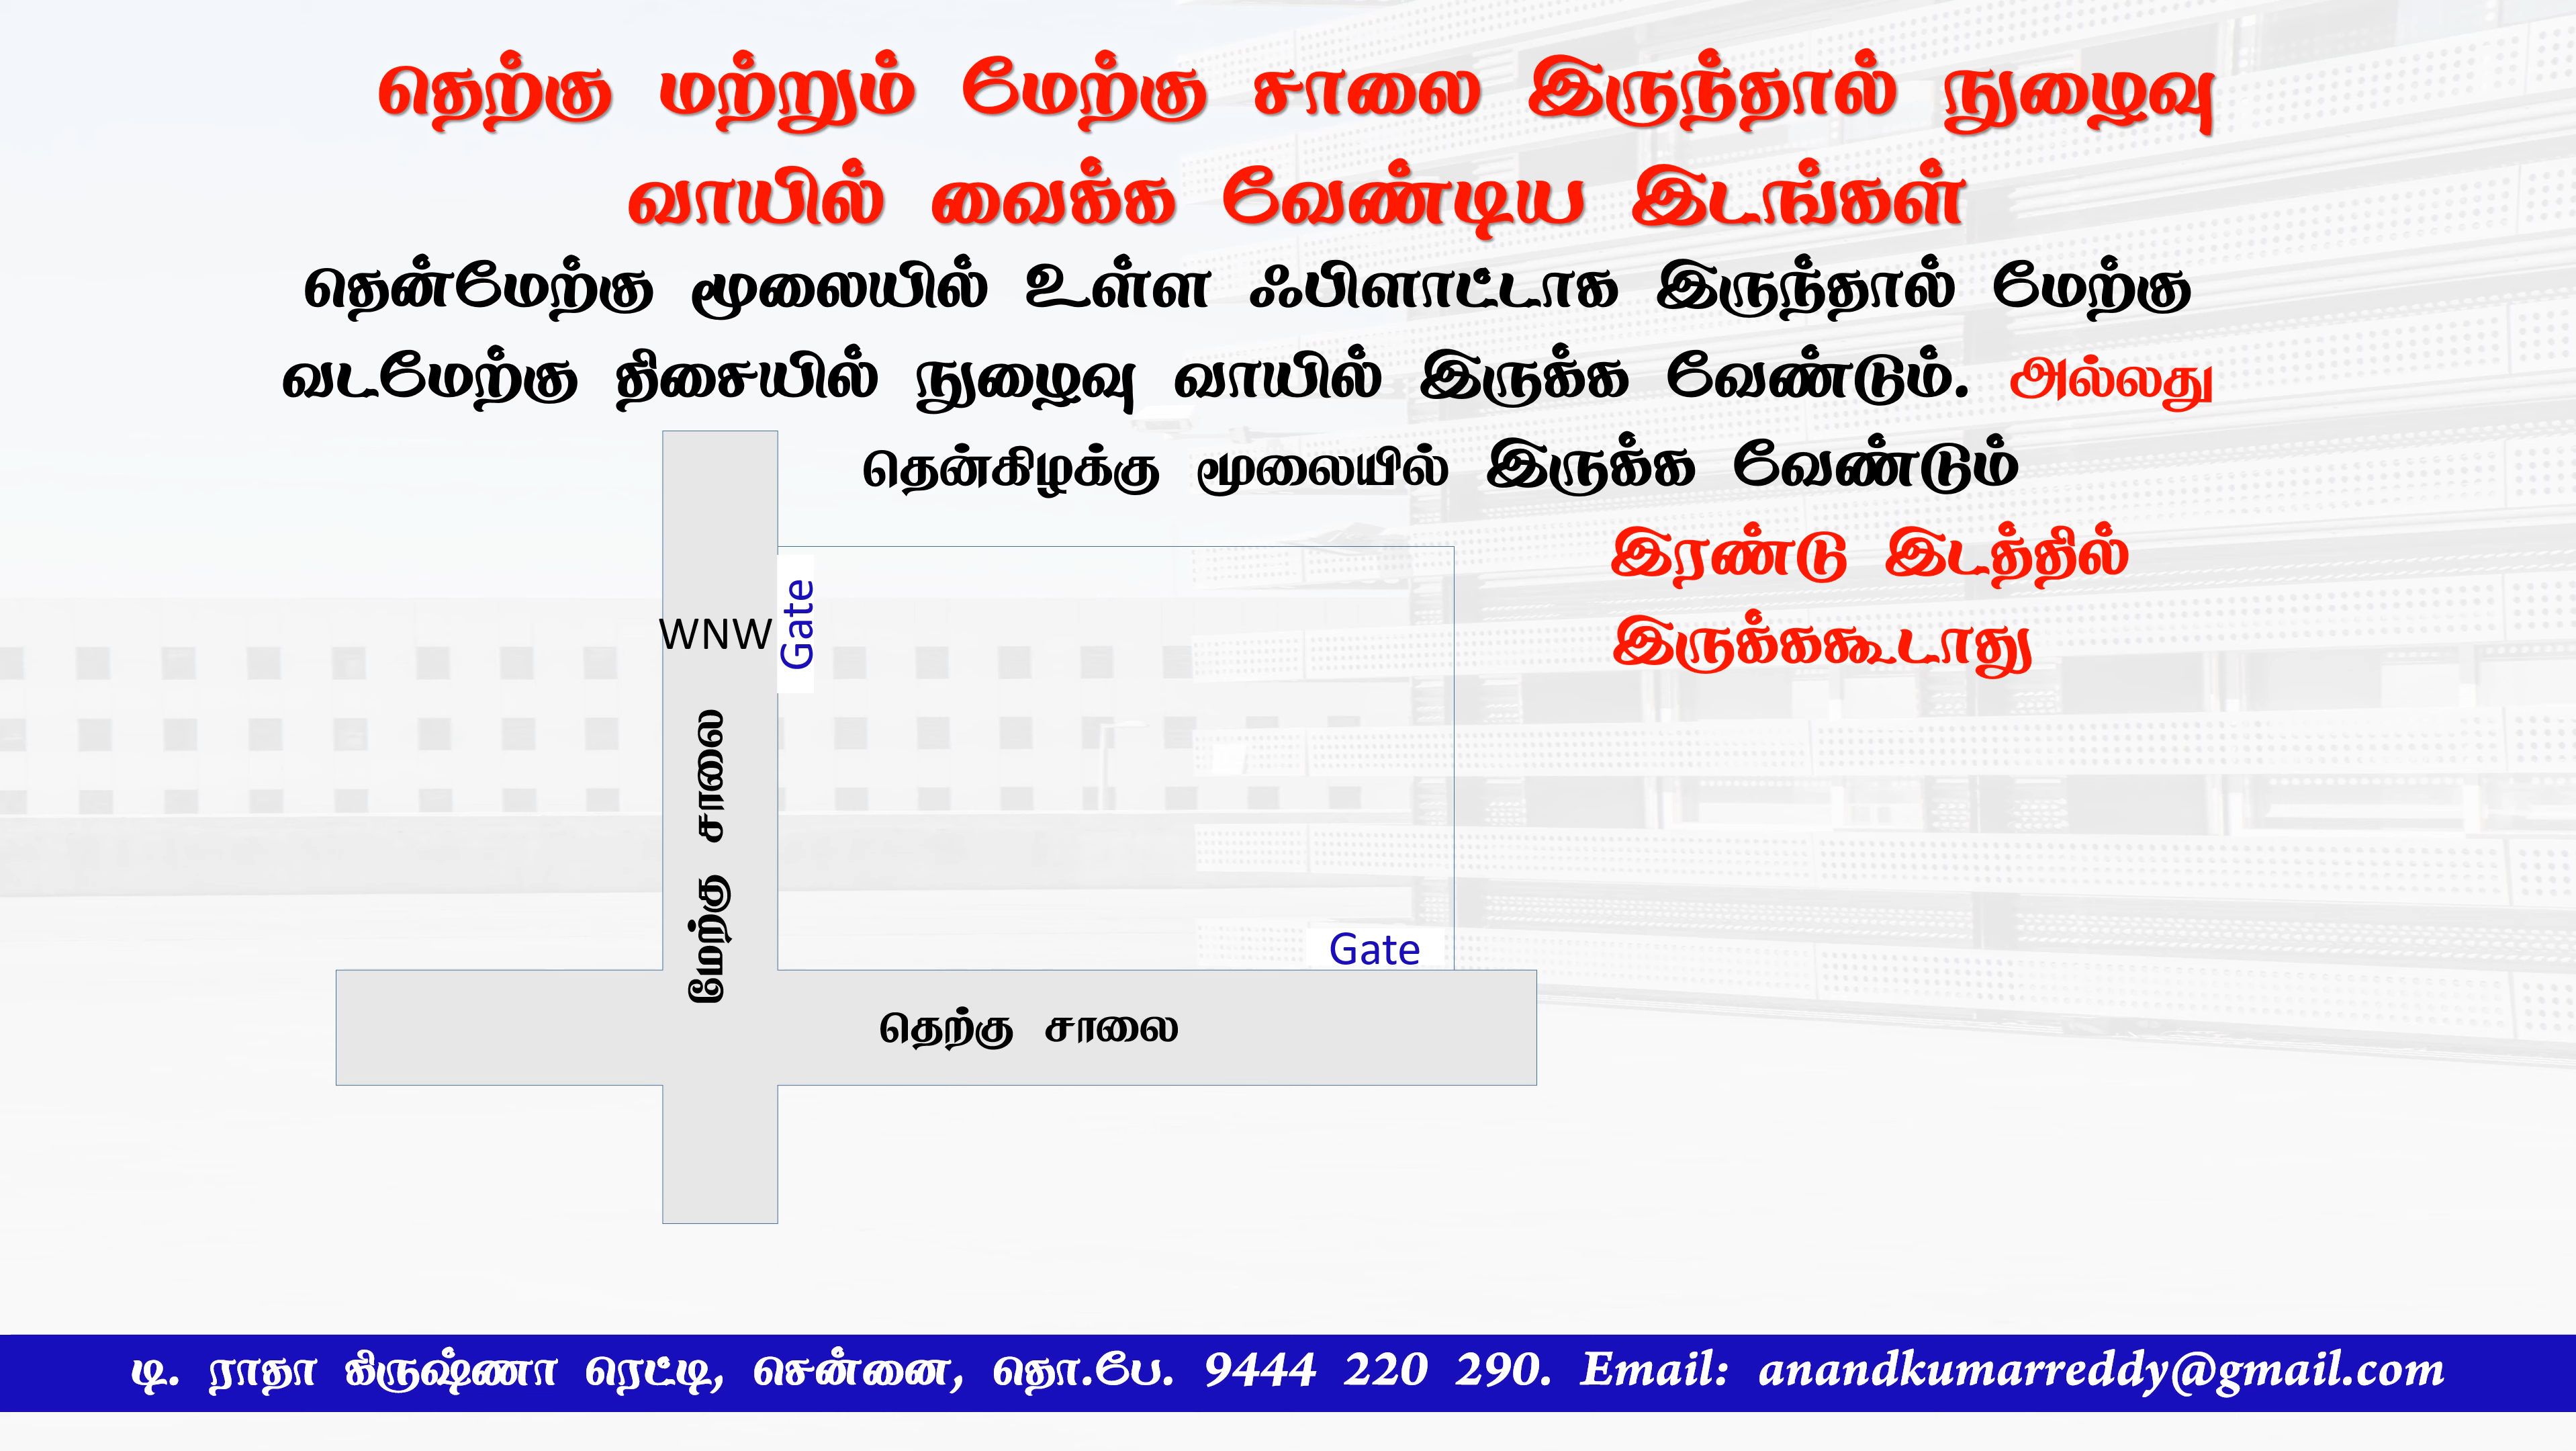 தெற்கு மற்றும் மேற்கு சாலை இருந்தால் நுழைவு
வாயில் வைக்க வேண்டிய இடங்கள்
தென்மேற்கு மூலையில் உள்ள ஃபிளாட்டாக இருந்தால் மேற்கு
வடமேற்கு திசையில் நுழைவு வாயில் இருக்க வேண்டும். அல்லது
தென்கிழக்கு மூலையில் இருக்க வேண்டும்
இரண்டு இடத்தில்
இருக்ககூடாது
WNW
Gate
மேற்கு சாலை
Gate
தெற்கு சாலை
டி. ராதா கிருஷ்ணா ரெட்டி, சென்னை, தொ.பே. 9444 220 290. Email: anandkumarreddy@gmail.com